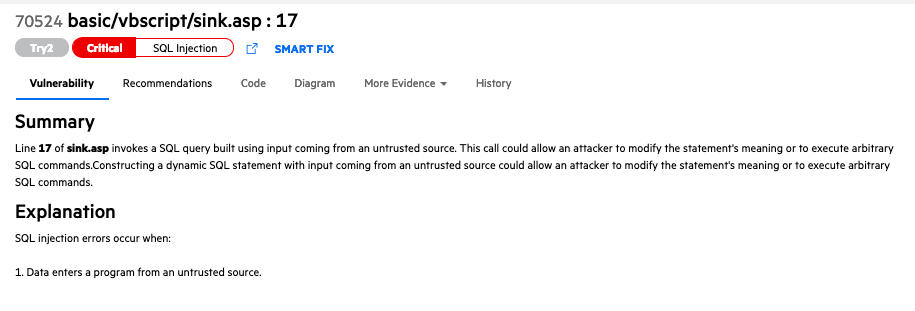 70524 basic/vbscript/sink.asp : 17
Try2 Critical SQL Injection SMART FIX
Vulnerability Recommendations Code Diagram More Evidence History
Summary
Line 17 of sink.asp invokes a SQL query built using input coming from an untrusted source. This call could allow an attacker to modify the statement's meaning or to execute arbitrary
SQL commands.Constructing a dynamic SQL statement with input coming from an untrusted source could allow an attacker to modify the statement's meaning or to execute arbitrary
SQL commands.
Explanation
SQL injection errors occur when:
1. Data enters a program from an untrusted source.